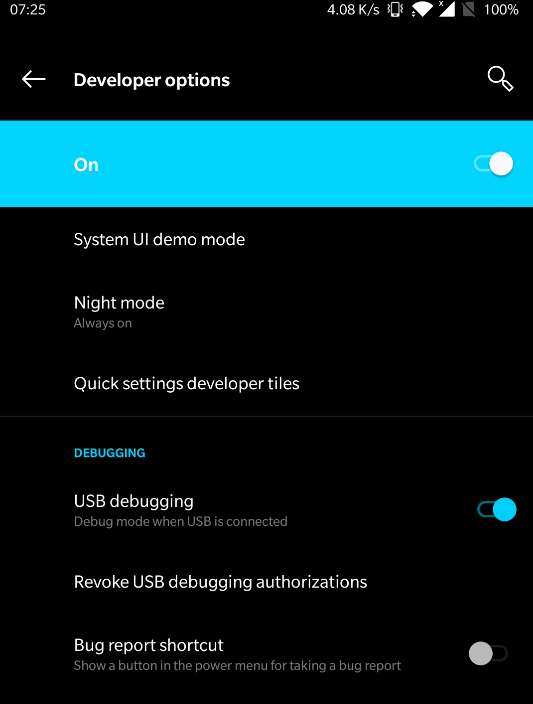 07:25 4.08 K/s x 100%
Developer options
On
System UI demo mode
Night mode
Always on
Quick settings developer tiles
DEBUGGING
USB debugging
Debug mode when USB is connected
Revoke USB debugging authorizations
Bug report shortcut
Show a button in the power menu for taking a bug report